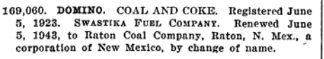 169,060. DOMINO. COAL AND COKE. Registered June
5, 1923. SWASTIKA FUEL COMPANY. Renewed June
5, 1943, to Raton Coal Company, Raton, N. Mex., a
corporation of New Mexico, by change of name.